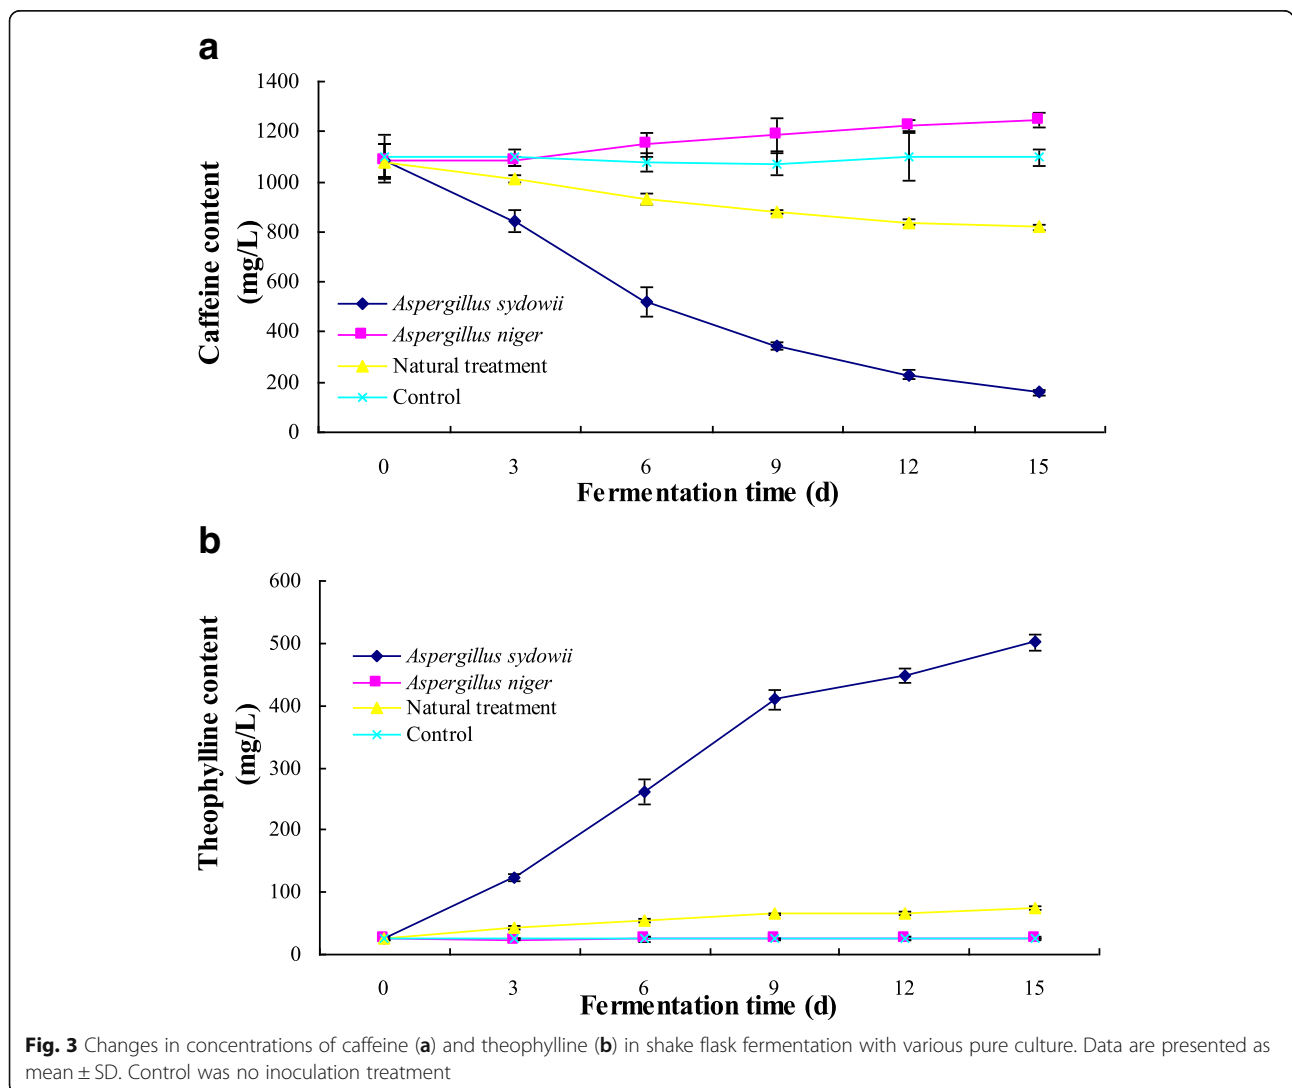 a
1400
1200
1000
800
600
400
200
0
Caffeine content
(mg/L)
Aspergillus sydowii
Aspergillus niger
Natural treatment
Control
0 3 6 9 12 15
Fermentation time (d)
b
600
500
400
300
200
100
0
Theophylline content
(mg/L)
Aspergillus sydowii
Aspergillus niger
Natural treatment
Control
0 3 6 9 12 15
Fermentation time (d)
Fig. 3 Changes in concentrations of caffeine (a) and theophylline (b) in shake flask fermentation with various pure culture. Data are presented as
mean ± SD. Control was no inoculation treatment